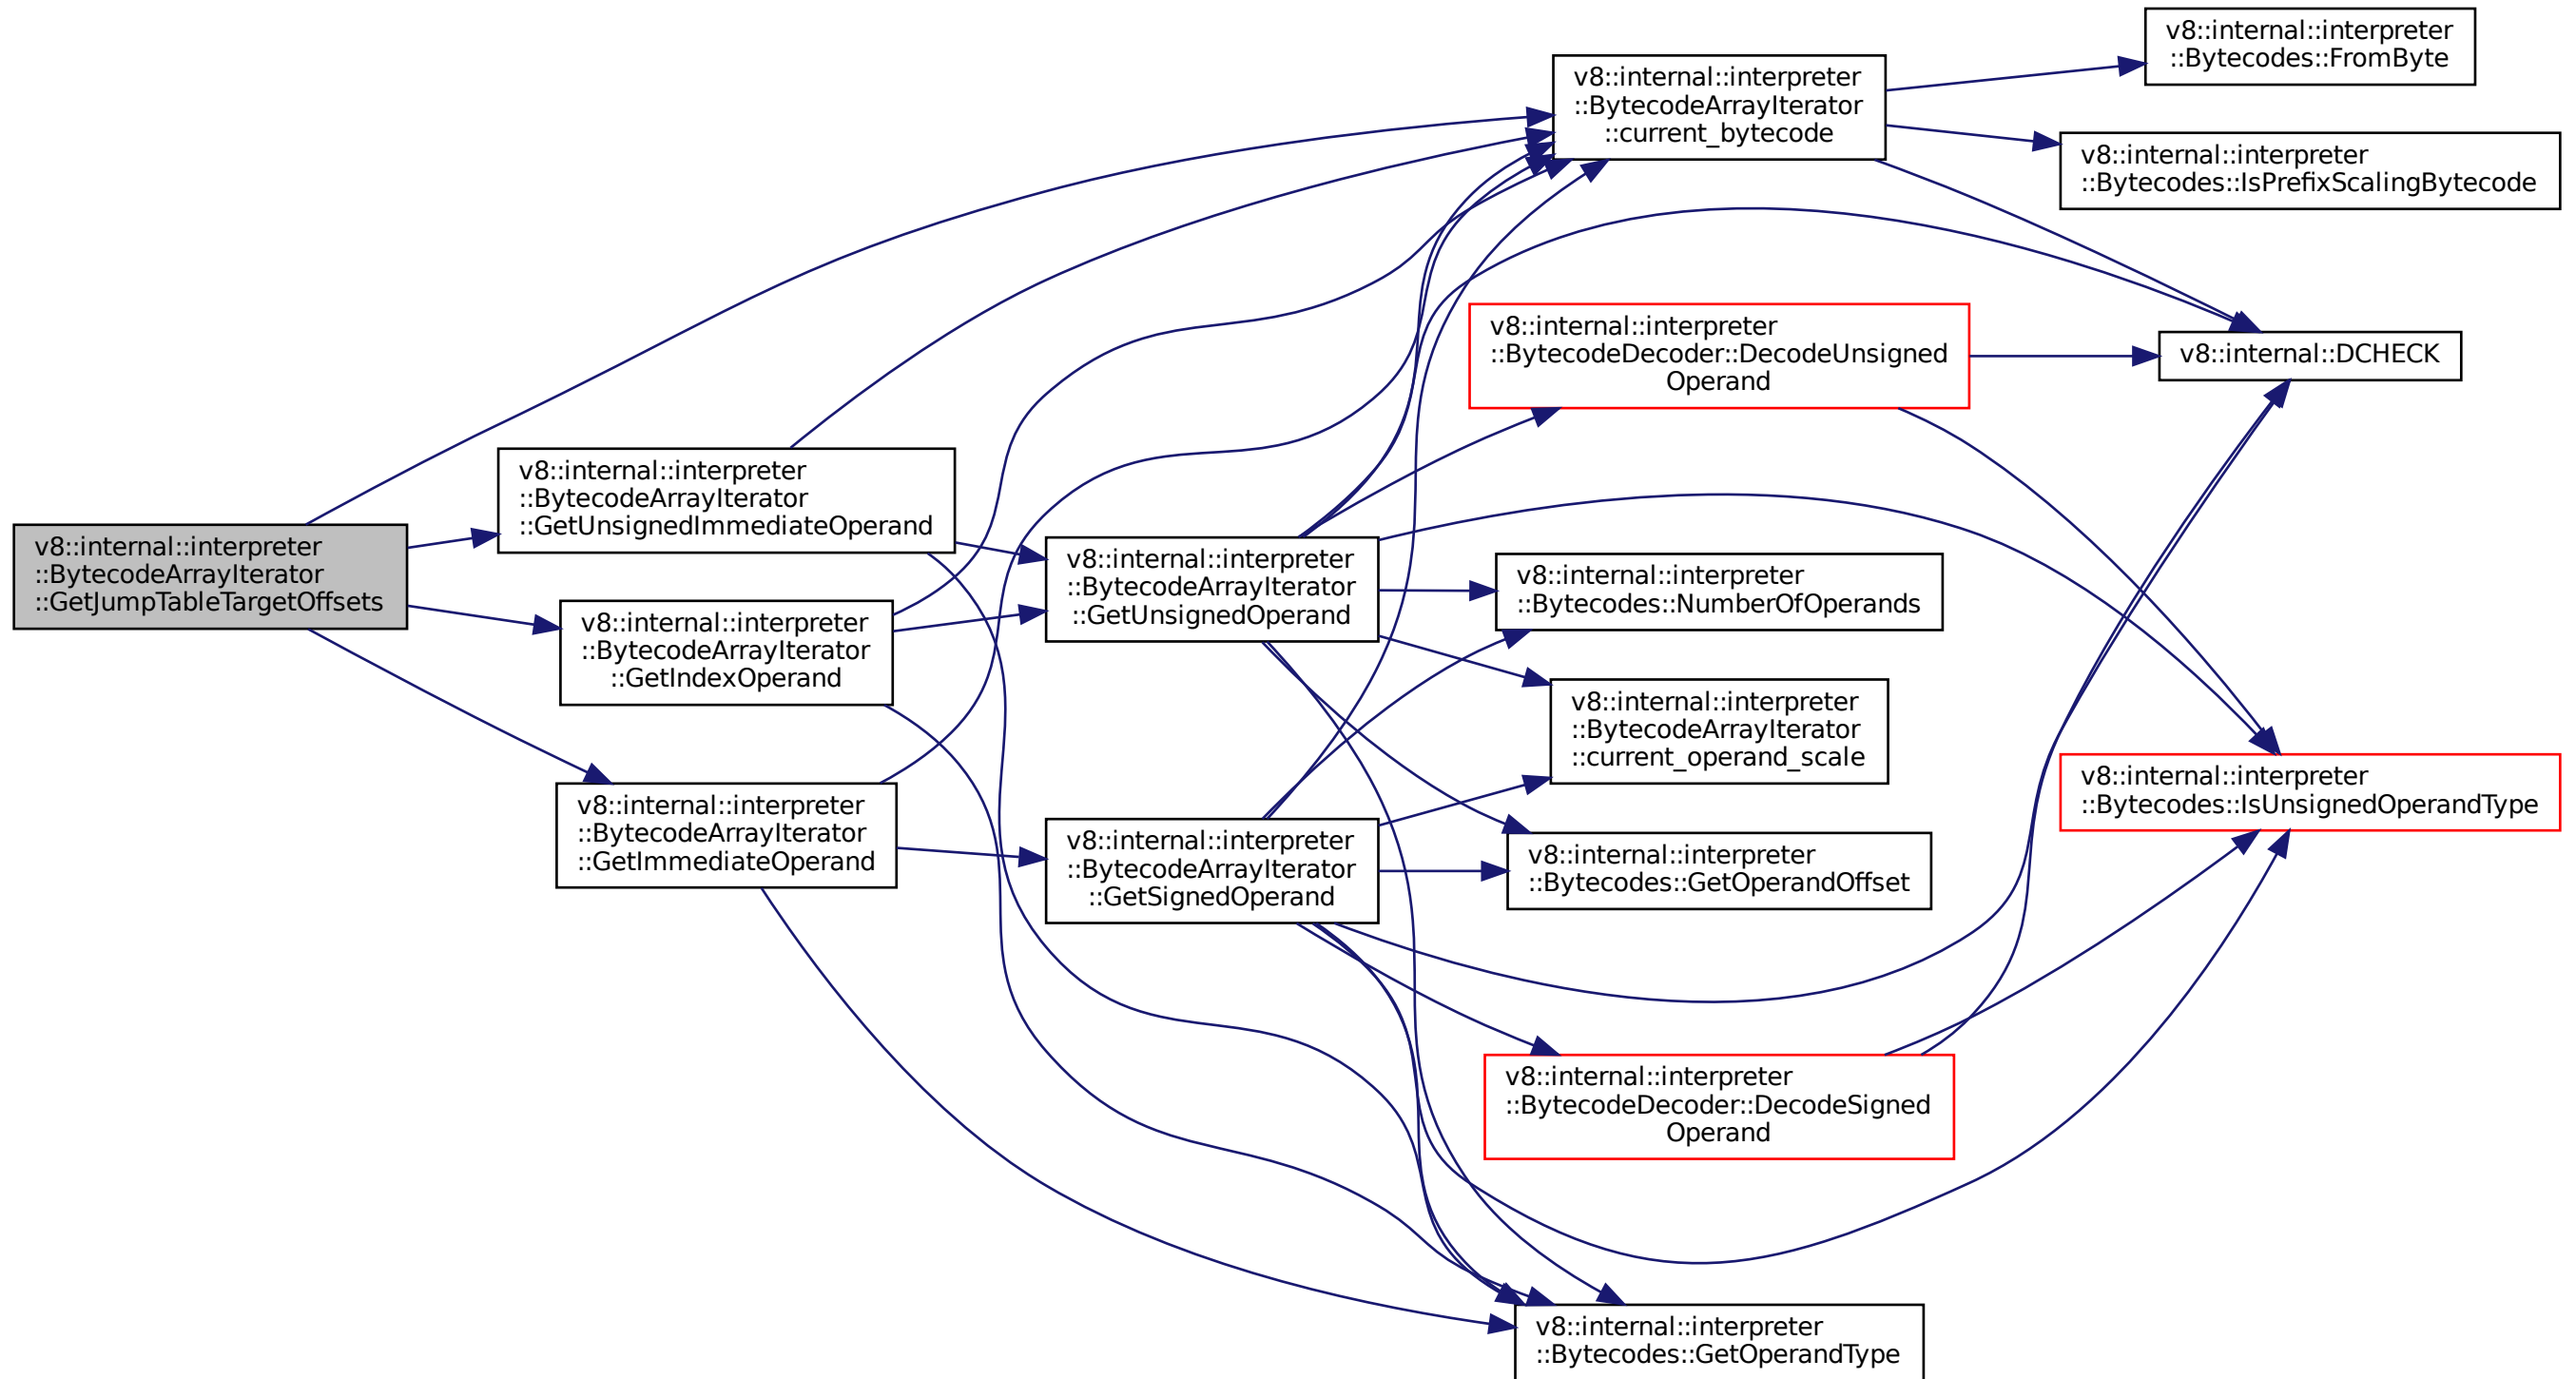 v8::internal::interpreter
::BytecodeArrayIterator
::GetJumpTableTargetOffsets
v8::internal::interpreter
::BytecodeArrayIterator
::GetUnsignedImmediateOperand
v8::internal::interpreter
::BytecodeArrayIterator
::GetIndexOperand
v8::internal::interpreter
::BytecodeArrayIterator
::GetImmediateOperand
v8::internal::interpreter
::BytecodeArrayIterator
::GetUnsignedOperand
v8::internal::interpreter
::BytecodeArrayIterator
::GetSignedOperand
v8::internal::interpreter
::BytecodeArrayIterator
::current_bytecode
v8::internal::interpreter
::BytecodeDecoder::DecodeUnsigned
Operand
v8::internal::interpreter
::Bytecodes::NumberOfOperands
v8::internal::interpreter
::BytecodeArrayIterator
::current_operand_scale
v8::internal::interpreter
::Bytecodes::GetOperandOffset
v8::internal::interpreter
::BytecodeDecoder::DecodeSigned
Operand
v8::internal::interpreter
::Bytecodes::GetOperandType
v8::internal::interpreter
::Bytecodes::FromByte
v8::internal::interpreter
::Bytecodes::IsPrefixScalingBytecode
v8::internal::DCHECK
v8::internal::interpreter
::Bytecodes::IsUnsignedOperandType